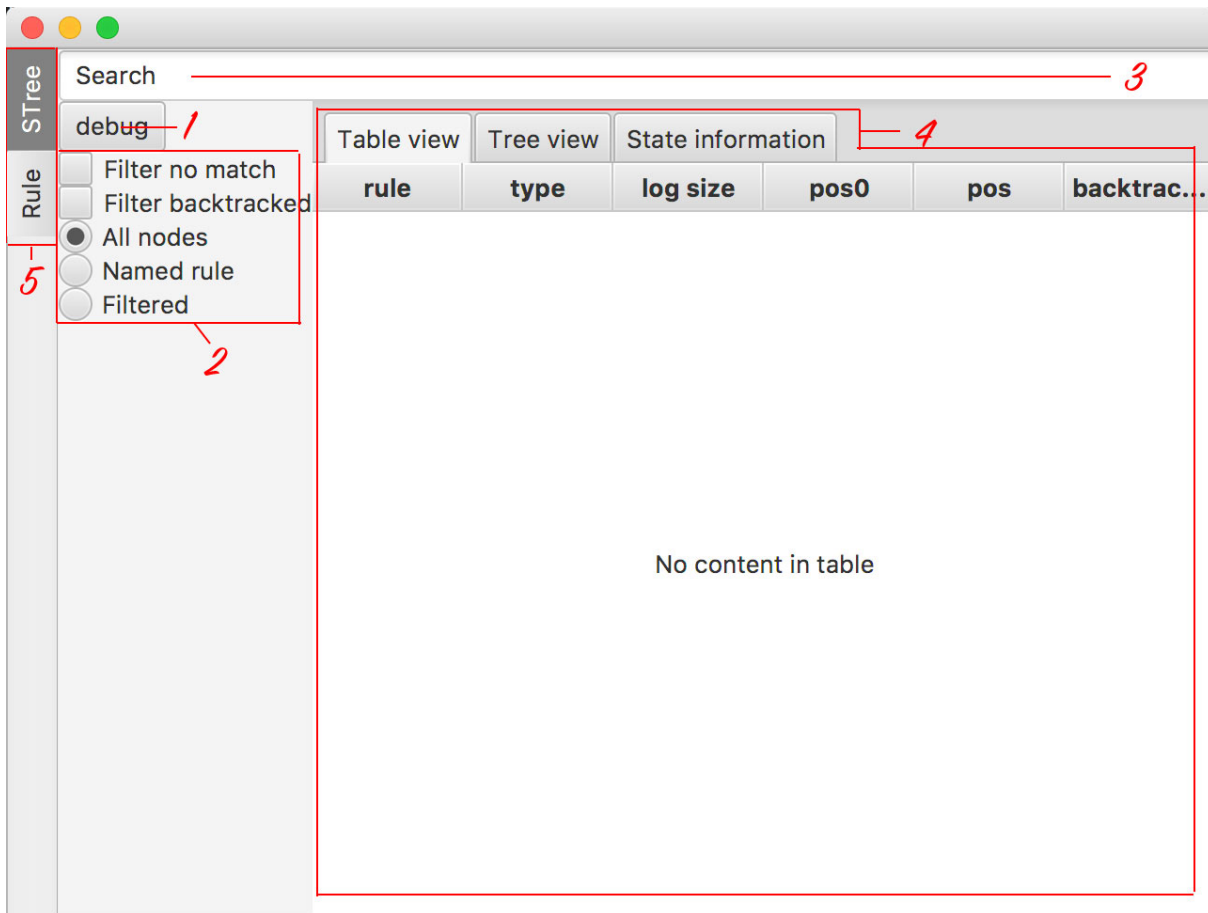 STree
Rule
Search
3
debug
1
Filter no match
Filter backtracked
All nodes
Named rule
Filtered
5
2
Table view
Tree view
State information
4
rule
type
log size
pos0
pos
backtrac...
No content in table